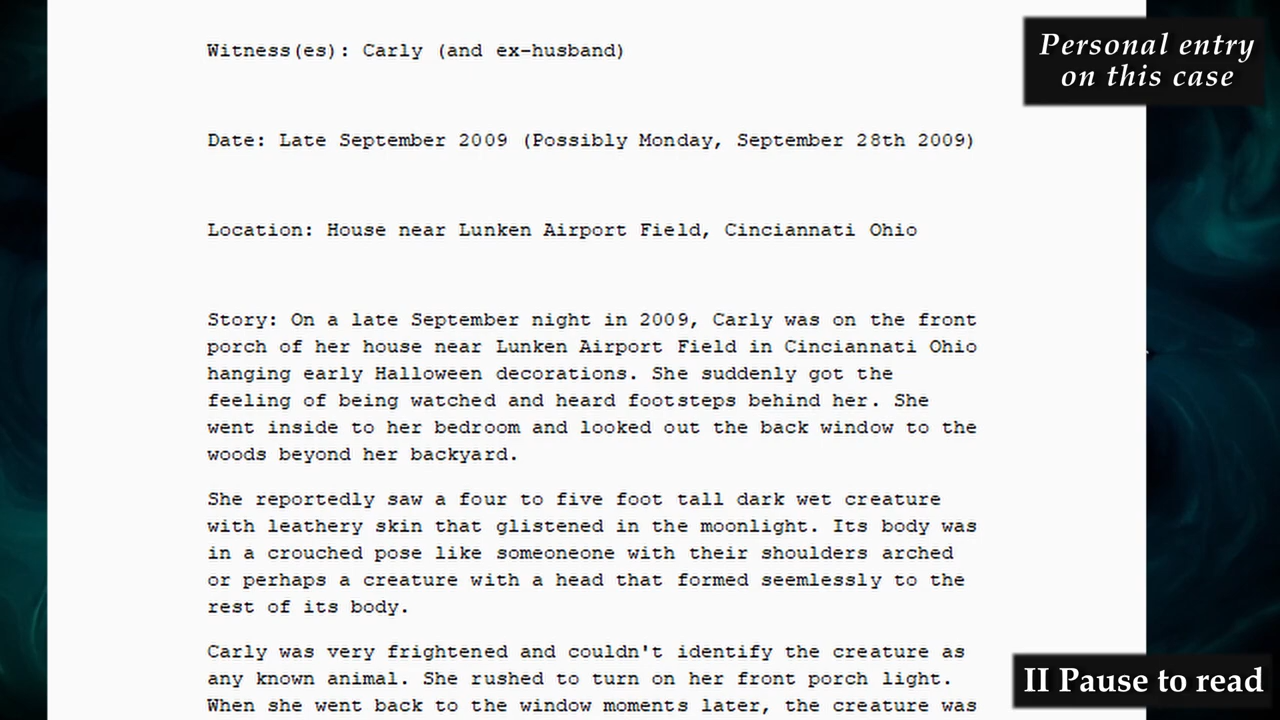 Witness(es): Carly (and ex-husband)
Personal entry
on this case
Date: Late September 2009 (Possibly Monday, September 28th 2009)
Location: House near Lunken Airport Field, Cinciannati Ohio
Story: On a late September night in 2009, Carly was on the front
porch of her house near Lunken Airport Field in Cinciannati Ohio
hanging early Halloween decorations. She suddenly got the
feeling of being watched and heard footsteps behind her. She
went inside to her bedroom and looked out the back window to the
woods beyond her backyard.
She reportedly saw a four to five foot tall dark wet creature
with leathery skin that glistened in the moonlight. Its body was
in a crouched pose like someoneone with their shoulders arched
or perhaps a creature with a head that formed seemlessly to the
rest of its body.
Carly was very frightened and couldn't identify the creature as
any known animal. She rushed to turn on her front porch light.
When she went back to the window moments later, the creature was
II Pause to read